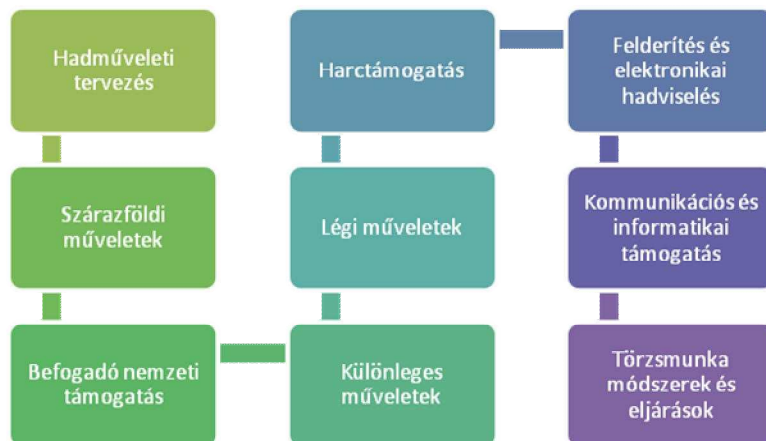 Hadműveleti
tervezés
Szárazföldi
műveletek
Befogadó nemzeti
támogatás
Különleges
műveletek
Légi műveletek
Harctámogatás
Felderítés és
elektronikai
hadviselés
Kommunikációs és
informatikai
támogatás
Törzsmunka
módszerek és
eljárások